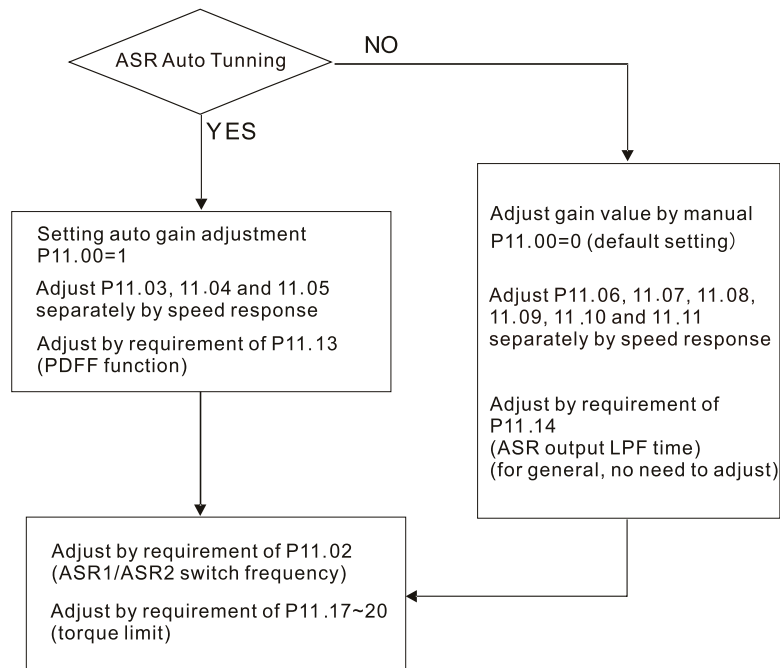 ASR Auto Tunning
NO
YES
Setting auto gain adjustment
P11.00=1
Adjust P11.03, 11.04 and 11.05
separately by speed response
Adjust by requirement of P11.13
(PDFF function)
Adjust gain value by manual
P11.00=0 (default setting)
Adjust P11.06, 11.07, 11.08,
11.09, 11.10 and 11.11
separately by speed response
Adjust by requirement of
P11.14
(ASR output LPF time)
(for general, no need to adjust)
Adjust by requirement of P11.02
(ASR1/ASR2 switch frequency)
Adjust by requirement of P11.17~20
(torque limit)